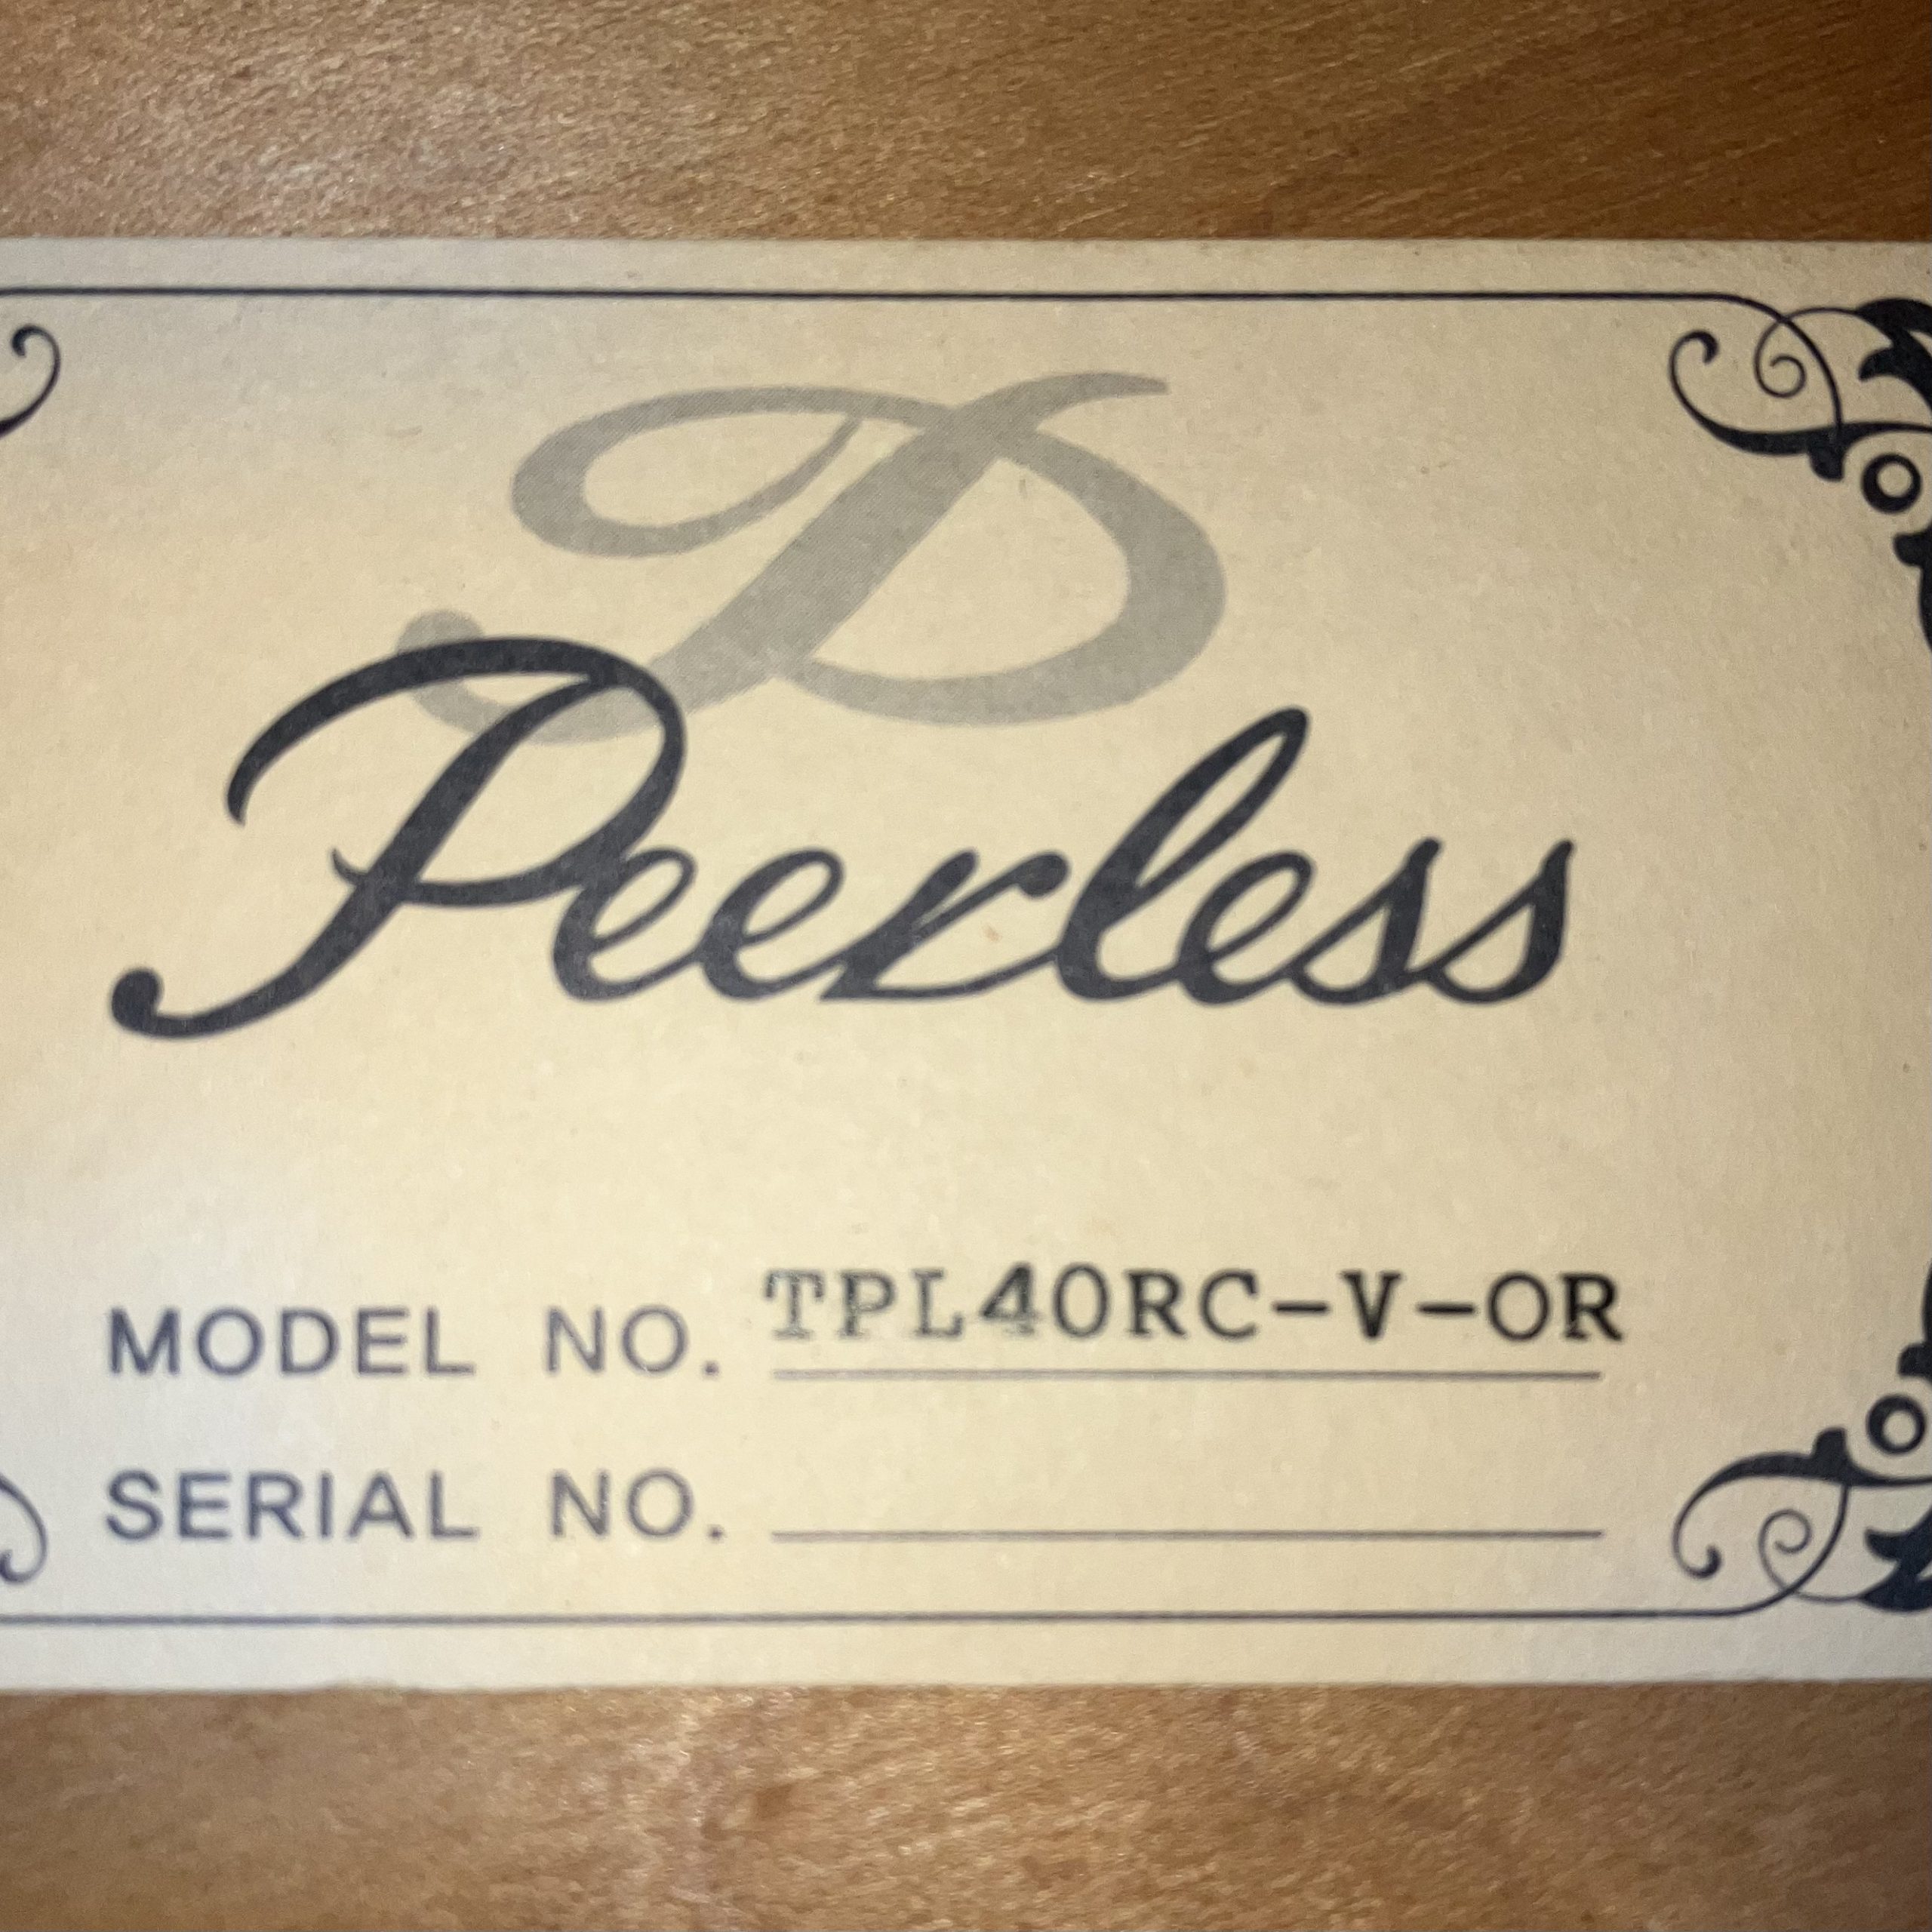 P
Peerless
MODEL NO. TPL40RC-V-OR
SERIAL NO.